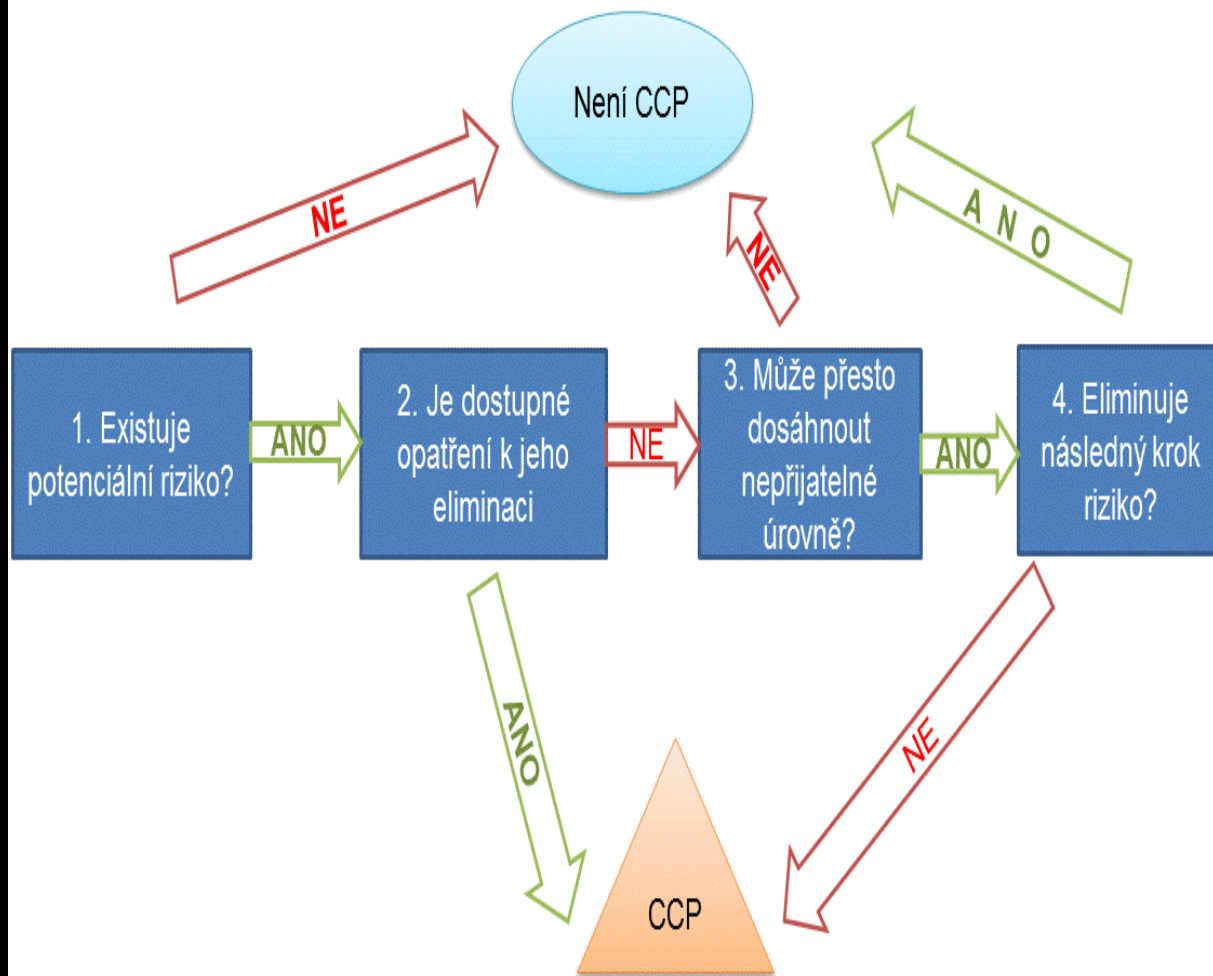 Není CCP
NE
NE
A N O
1. Existuje
potenciální riziko?
ANO
2. Je dostupné
opatření k jeho
eliminaci
NE
3. Může přesto
dosáhnout
nepřijatelné
úrovně?
ANO
4. Eliminuje
následný krok
riziko?
ANO
NE
CCP